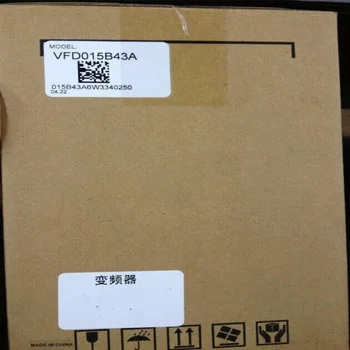 MODEL:
VFD015B43A
015B43A6W3340250
04.22
变频器
MADE IN CHINA